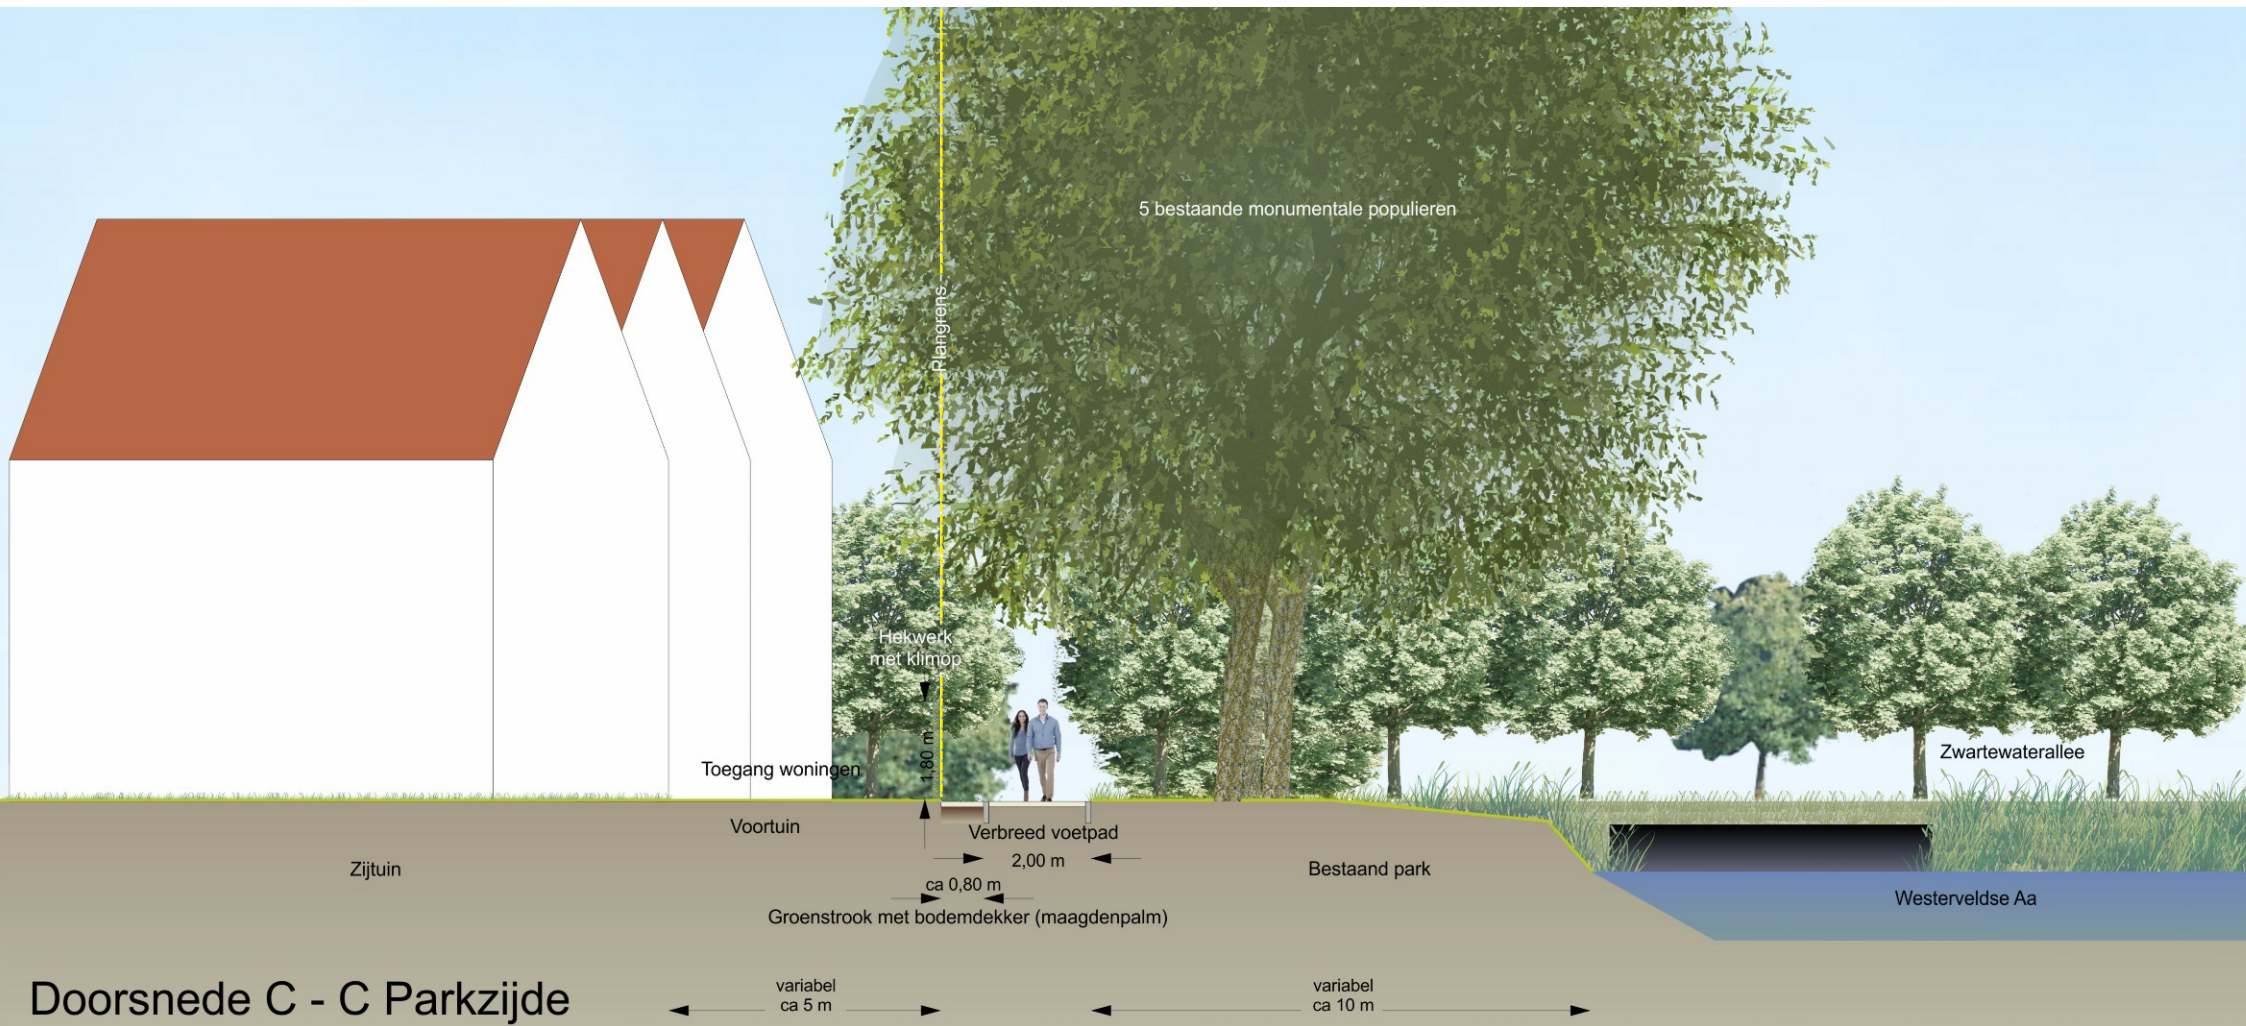 5 bestaande monumentale populieren
Plangrens
Hekwerk
met klimop
1,80 m
Toegang woningen
Zwartewaterallee
Voortuin
Verbreed voetpad
2,00 m
Zijtuin
Bestaand park
ca 0,80 m
Westerveldse Aa
Groenstrook met bodemdekker (maagdenpalm)
Doorsnede C - C Parkzijde
variabel
ca 5 m
variabel
ca 10 m